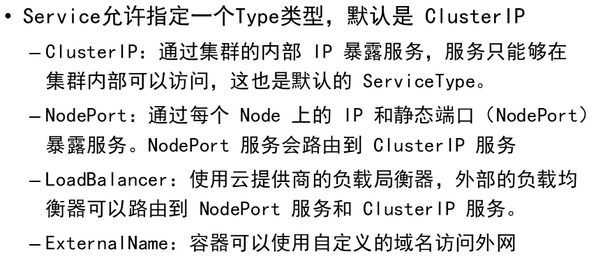 • Service允许指定一个Type类型，默认是 ClusterIP
–ClusterIP：通过集群的内部 IP 暴露服务，服务只能够在
集群内部可以访问，这也是默认的 ServiceType。
–NodePort：通过每个 Node 上的 IP 和静态端口（NodePort）
暴露服务。NodePort 服务会路由到 ClusterIP 服务
–LoadBalancer：使用云提供商的负载局衡器，外部的负载均
衡器可以路由到 NodePort 服务和 ClusterIP 服务。
–ExternalName：容器可以使用自定义的域名访问外网